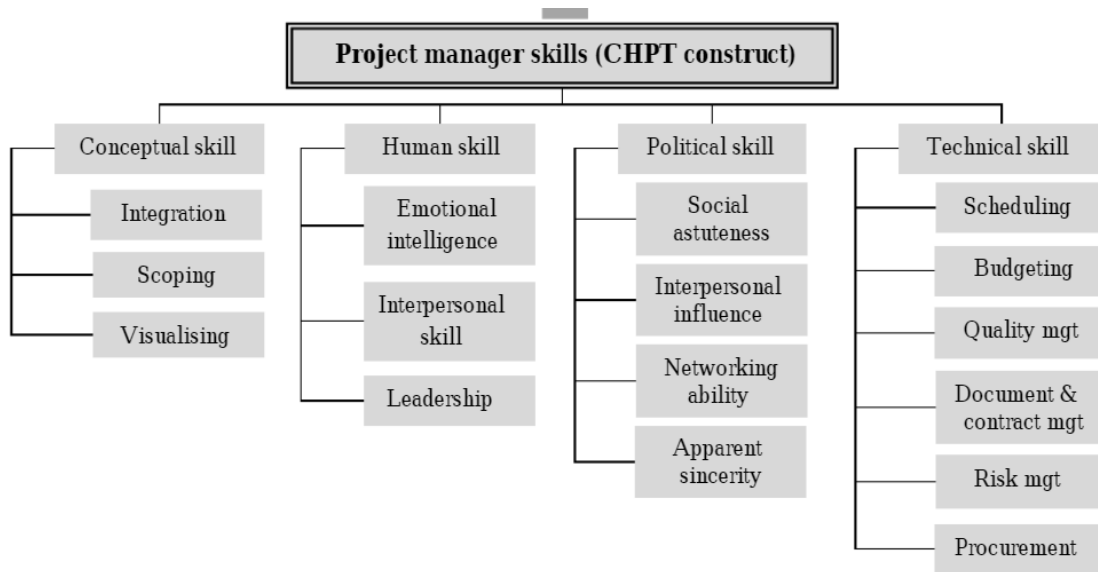 Project manager skills (CHPT construct)
Conceptual skill
Integration
Scoping
Visualising
Human skill
Emotional
intelligence
Interpersonal
skill
Leadership
Political skill
Social
astuteness
Interpersonal
influence
Networking
ability
Apparent
sincerity
Technical skill
Scheduling
Budgeting
Quality mgt
Document &
contract mgt
Risk mgt
Procurement